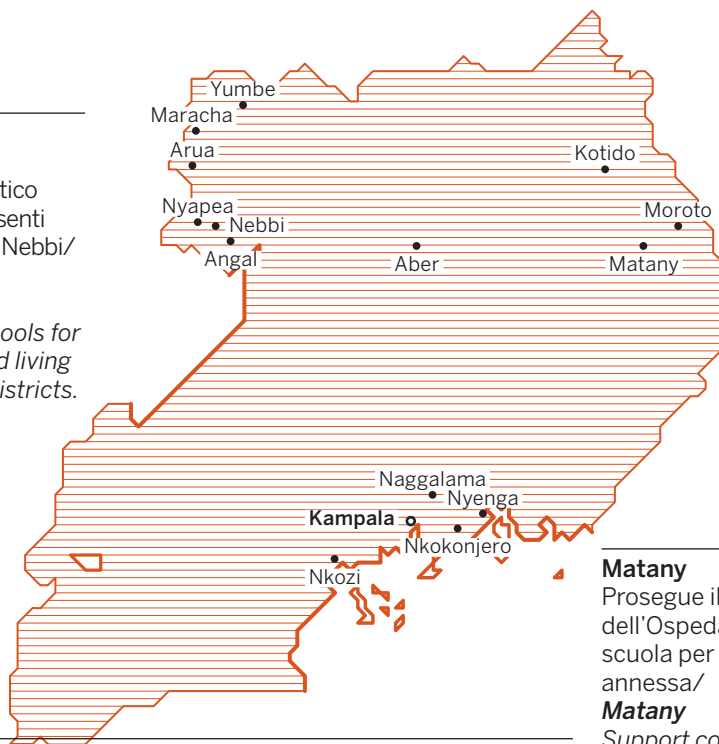 Yumbe
Maracha
Arua
Kotido
Nyapea
Nebbi
Moroto
Angal
Aber
Matany
tico
senti
Nebbi/
ools for
d living
istricts.
Naggalama
Nyenga
Kampala
Nkokonjero
Nkozi
Matany
Prosegue il
dell’Ospeda
scuola per
annessa/
Matany
Support co